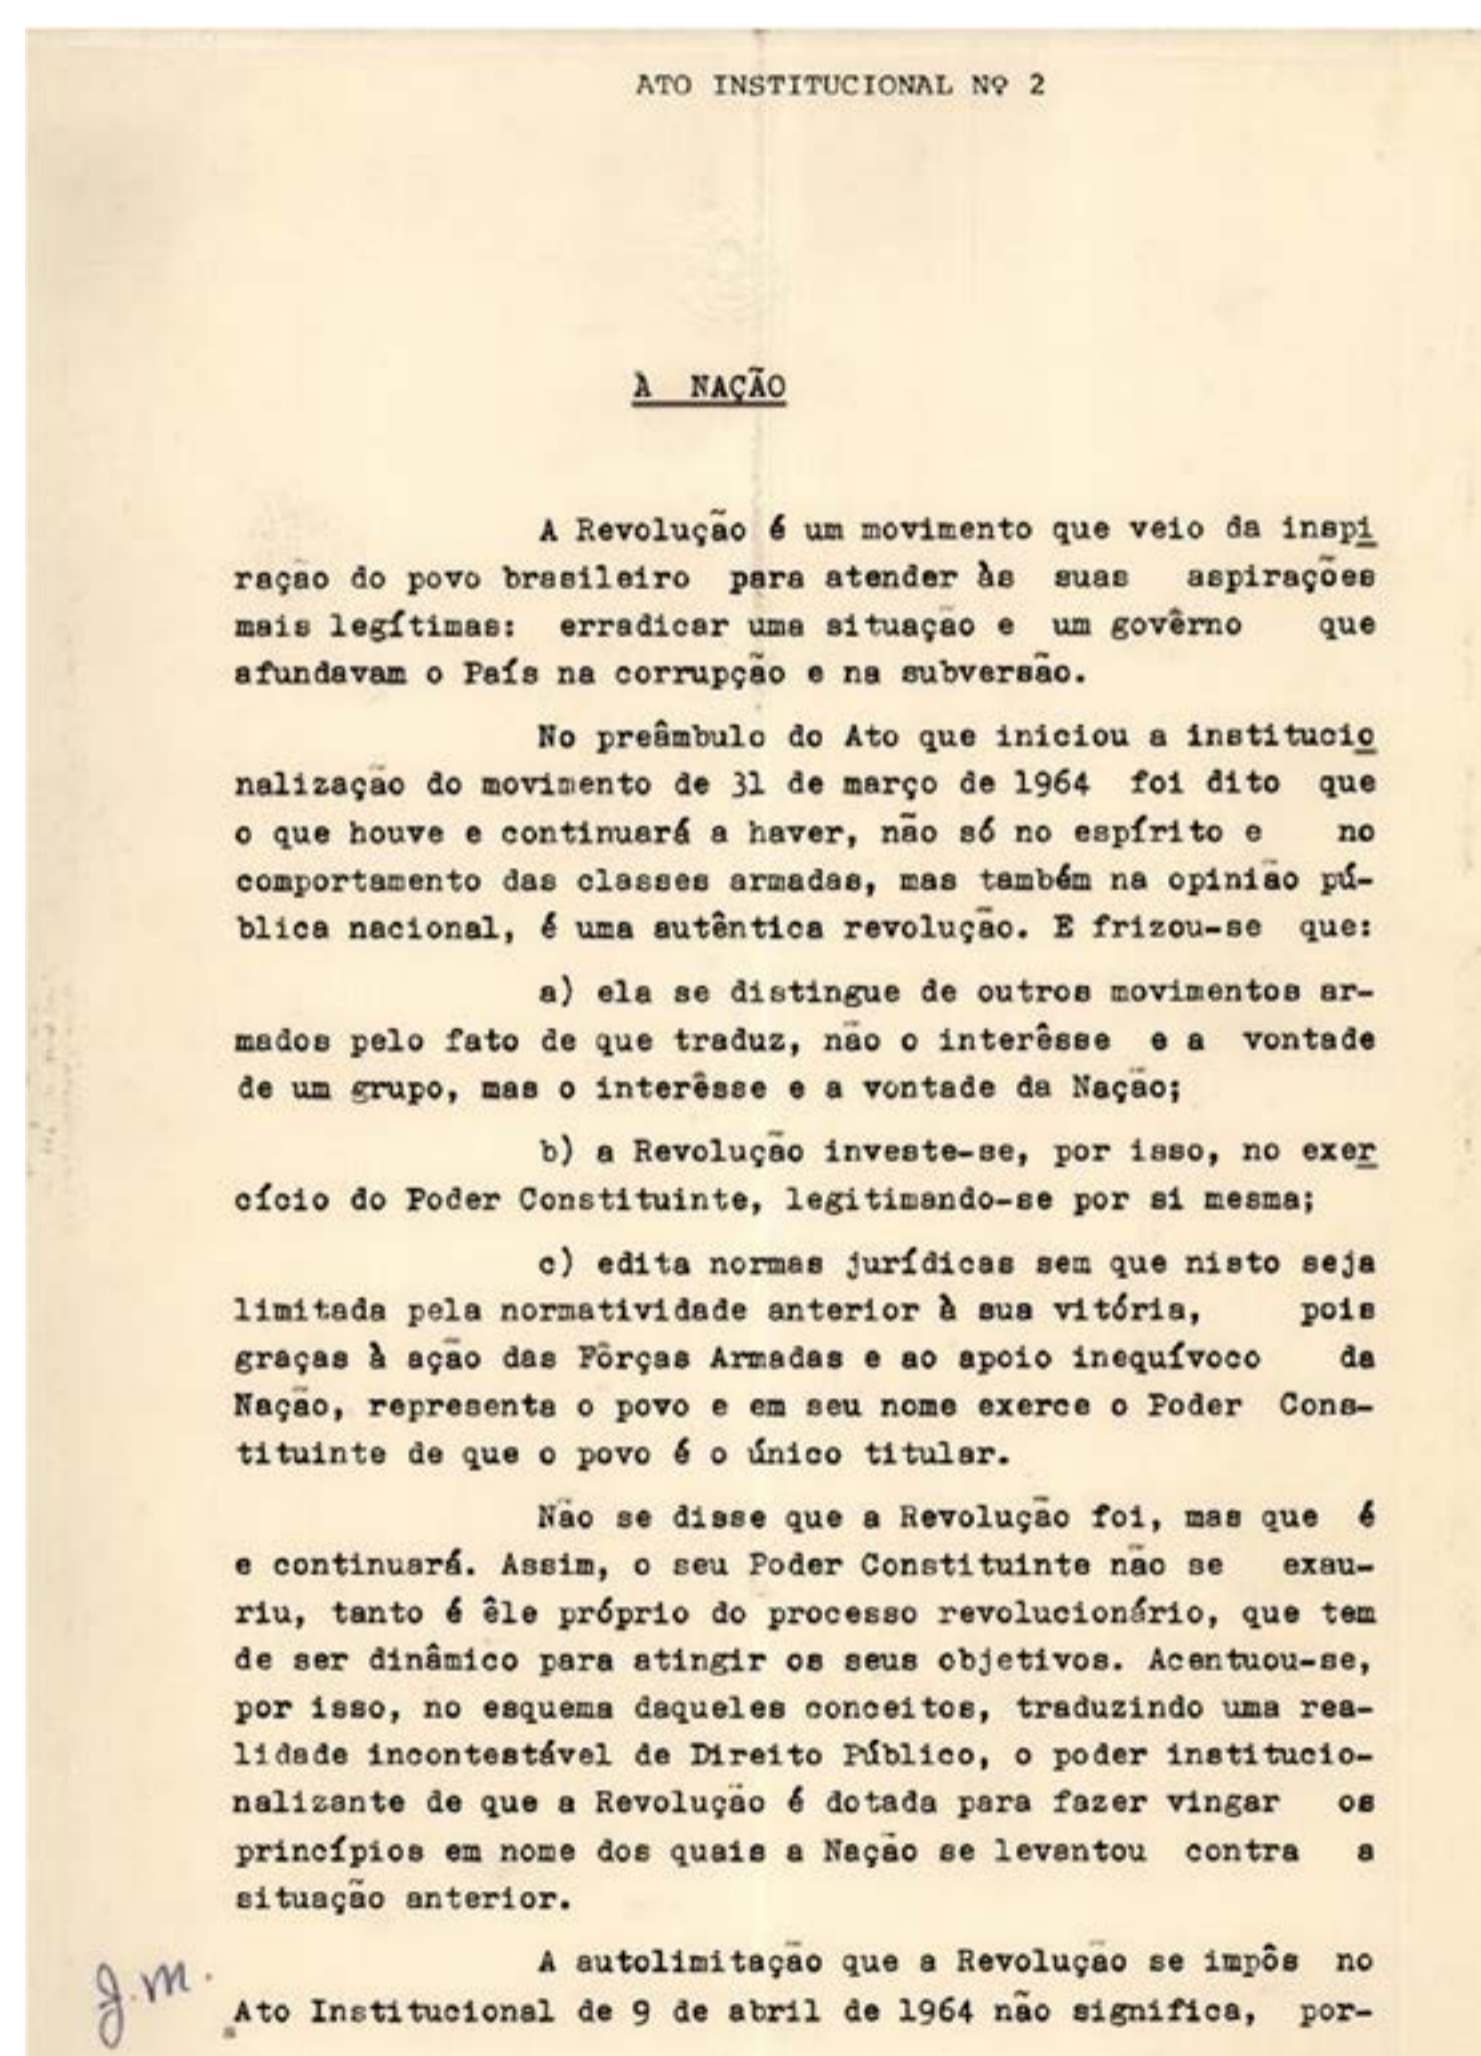 ATO INSTITUCIONAL Nº 2
À NAÇÃO
A Revolução é um movimento que veio da inspi
ração do povo brasileiro para atender às suas aspirações
mais legítimas: erradicar uma situação e um govêrno que
afundavam o País na corrupção e na subversão.
No preâmbulo do Ato que iniciou a institucio
nalização do movimento de 31 de março de 1964 foi dito que
o que houve e continuará a haver, não só no espírito e no
comportamento das classes armadas, mas também na opinião pú-
blica nacional, é uma autêntica revolução. E frizou-se que:
a) ela se distingue de outros movimentos ar-
mados pelo fato de que traduz, não o interêsse e a vontade
de um grupo, mas o interêsse e a vontade da Nação;
b) a Revolução investe-se, por isso, no exer
cício do Poder Constituinte, legitimando-se por si mesma;
c) edita normas jurídicas sem que nisto seja
limitada pela normatividade anterior à sua vitória, pois
graças à ação das Fôrças Armadas e ao apoio inequívoco da
Nação, representa o povo e em seu nome exerce o Poder Cons-
tituinte de que o povo é o único titular.
Não se disse que a Revolução foi, mas que é
e continuará. Assim, o seu Poder Constituinte não se exau-
riu, tanto é êle próprio do processo revolucionário, que tem
de ser dinâmico para atingir os seus objetivos. Acentuou-se,
por isso, no esquema daqueles conceitos, traduzindo uma rea-
lidade incontestável de Direito Público, o poder institucio-
nalizante de que a Revolução é dotada para fazer vingar os
princípios em nome dos quais a Nação se levantou contra a
situação anterior.
A autolimitação que a Revolução se impôs no
Ato Institucional de 9 de abril de 1964 não significa, por-
J.M.